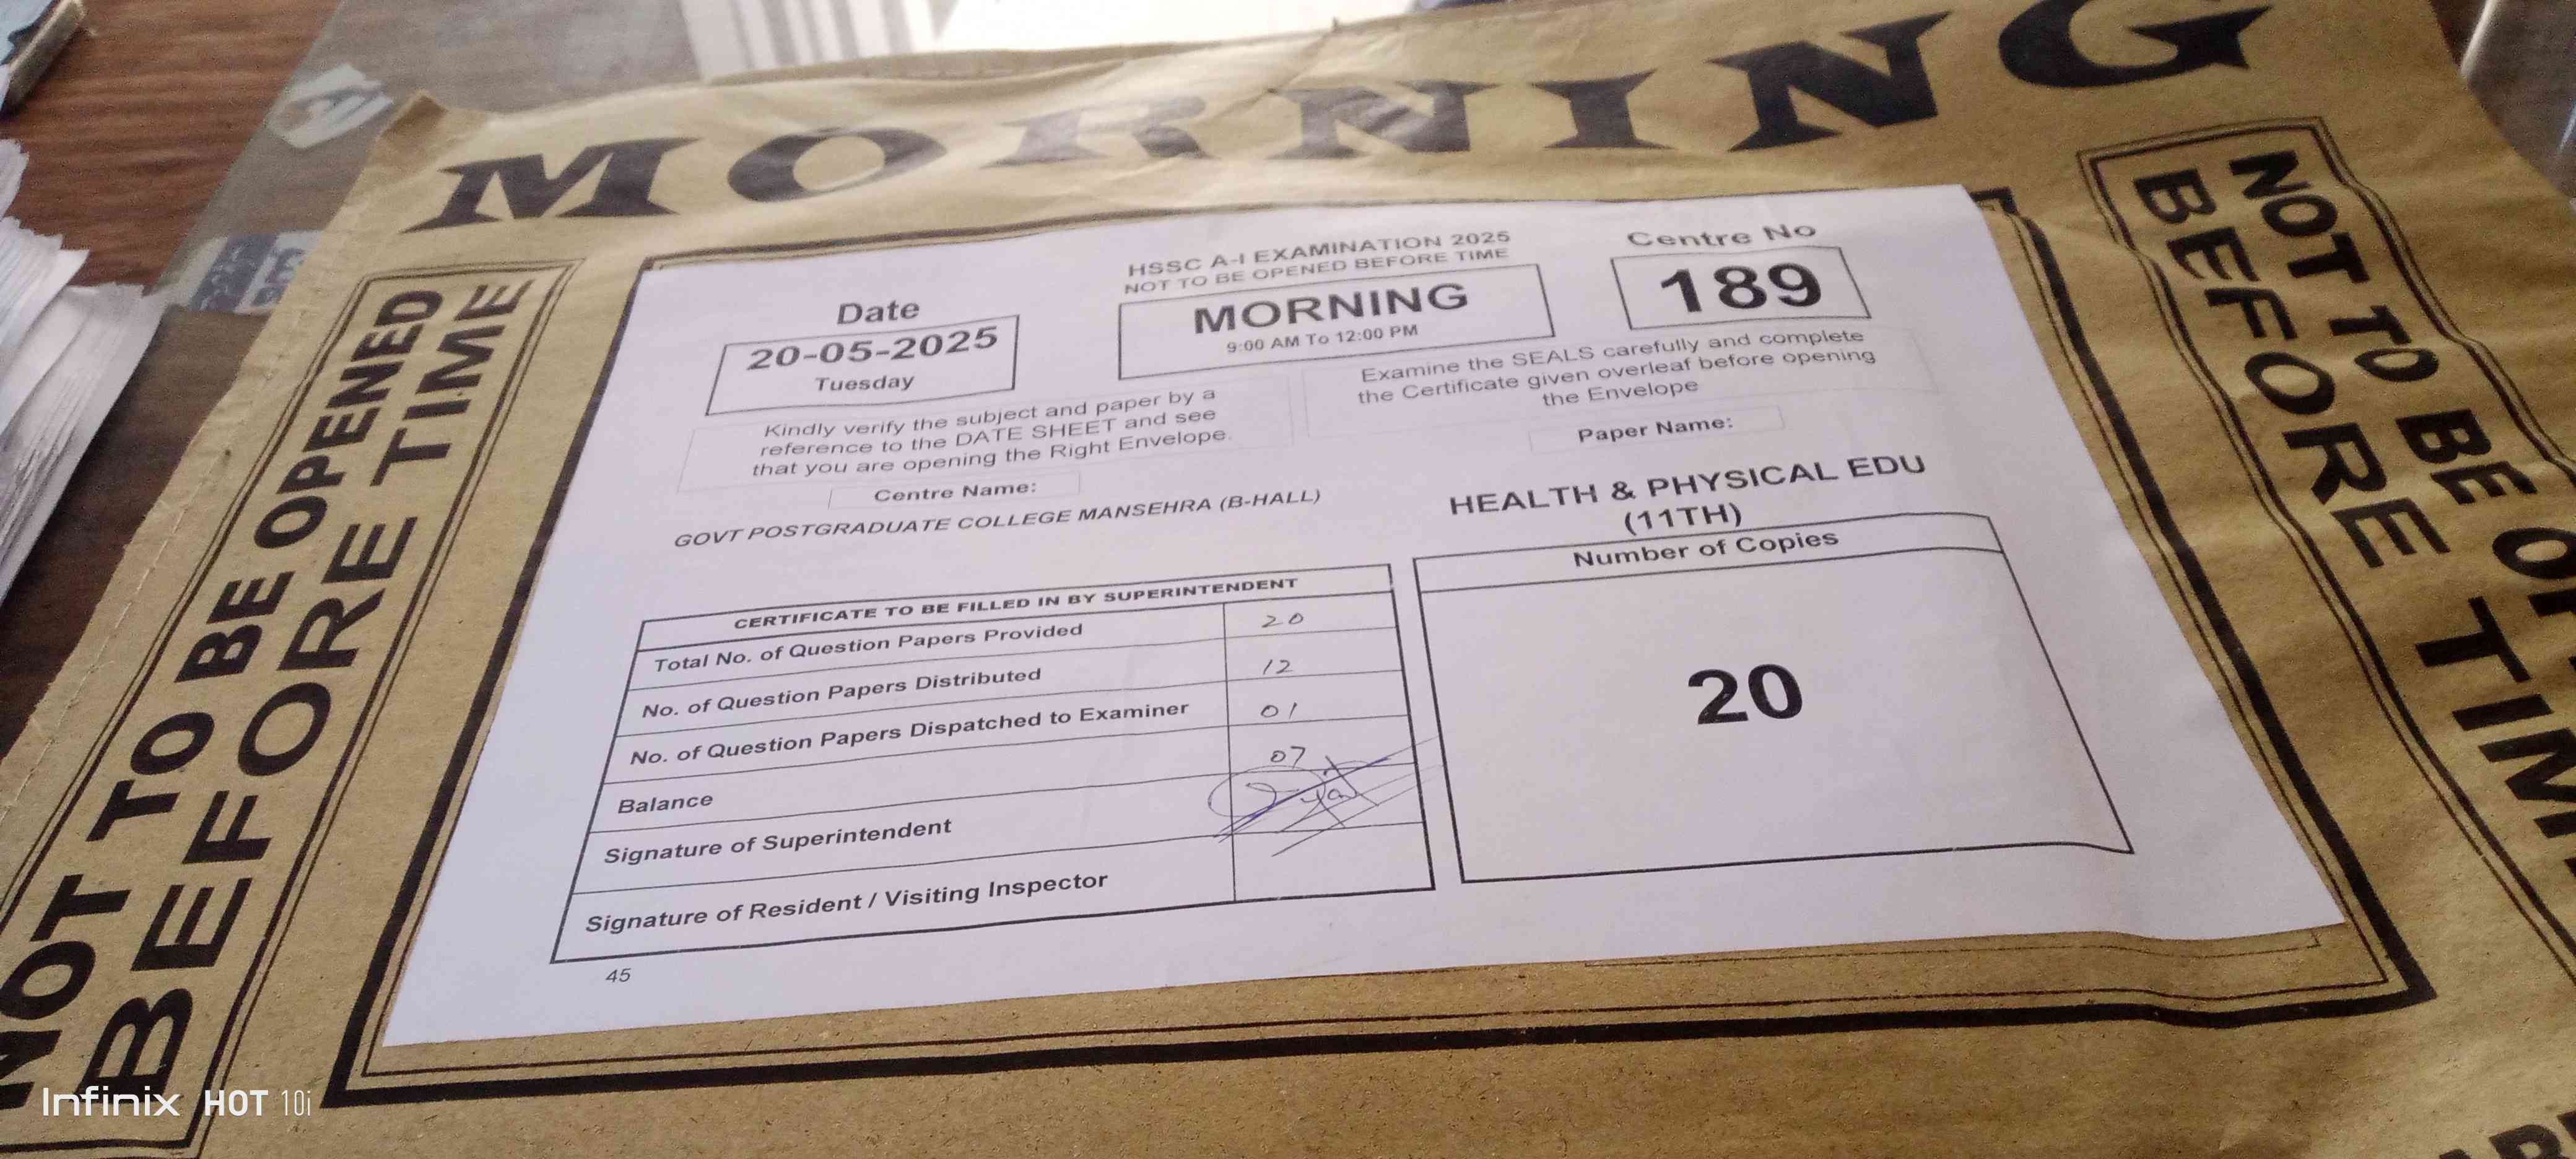 MORNING
NOT TO BE OPENED
BEFORE TIME
NOT TO BE
BEFORE TIM
HSSC A-I EXAMINATION 2025
NOT TO BE OPENED BEFORE TIME
Date
20-05-2025
Tuesday
MORNING
9:00 AM To 12:00 PM
Centre No
189
Kindly verify the subject and paper by a
reference to the DATE SHEET and see
that you are opening the Right Envelope.
Examine the SEALS carefully and complete
the Certificate given overleaf before opening
the Envelope
Centre Name:
GOVT POSTGRADUATE COLLEGE MANSEHRA (B-HALL)
Paper Name:
HEALTH & PHYSICAL EDU
(11TH)
CERTIFICATE TO BE FILLED IN BY SUPERINTENDENT
Total No. of Question Papers Provided 20
No. of Question Papers Distributed 12
No. of Question Papers Dispatched to Examiner 01
Balance 07
Signature of Superintendent
Signature of Resident / Visiting Inspector
Number of Copies
20
45
Infinix HOT 10i